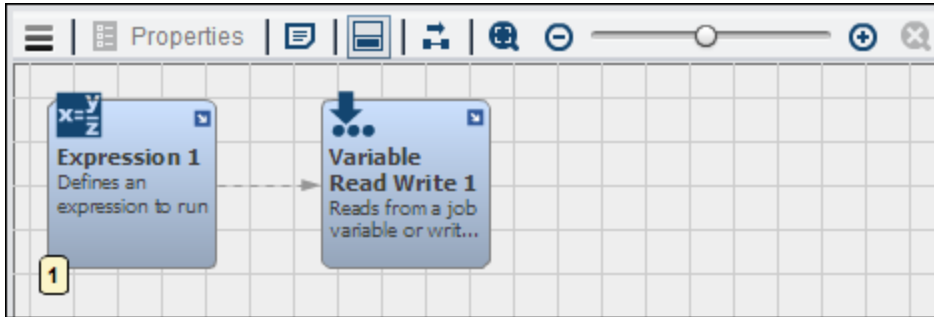 Properties
x=y/z
Expression 1
Defines an
expression to run
1
Variable
Read Write 1
Reads from a job
variable or writ...